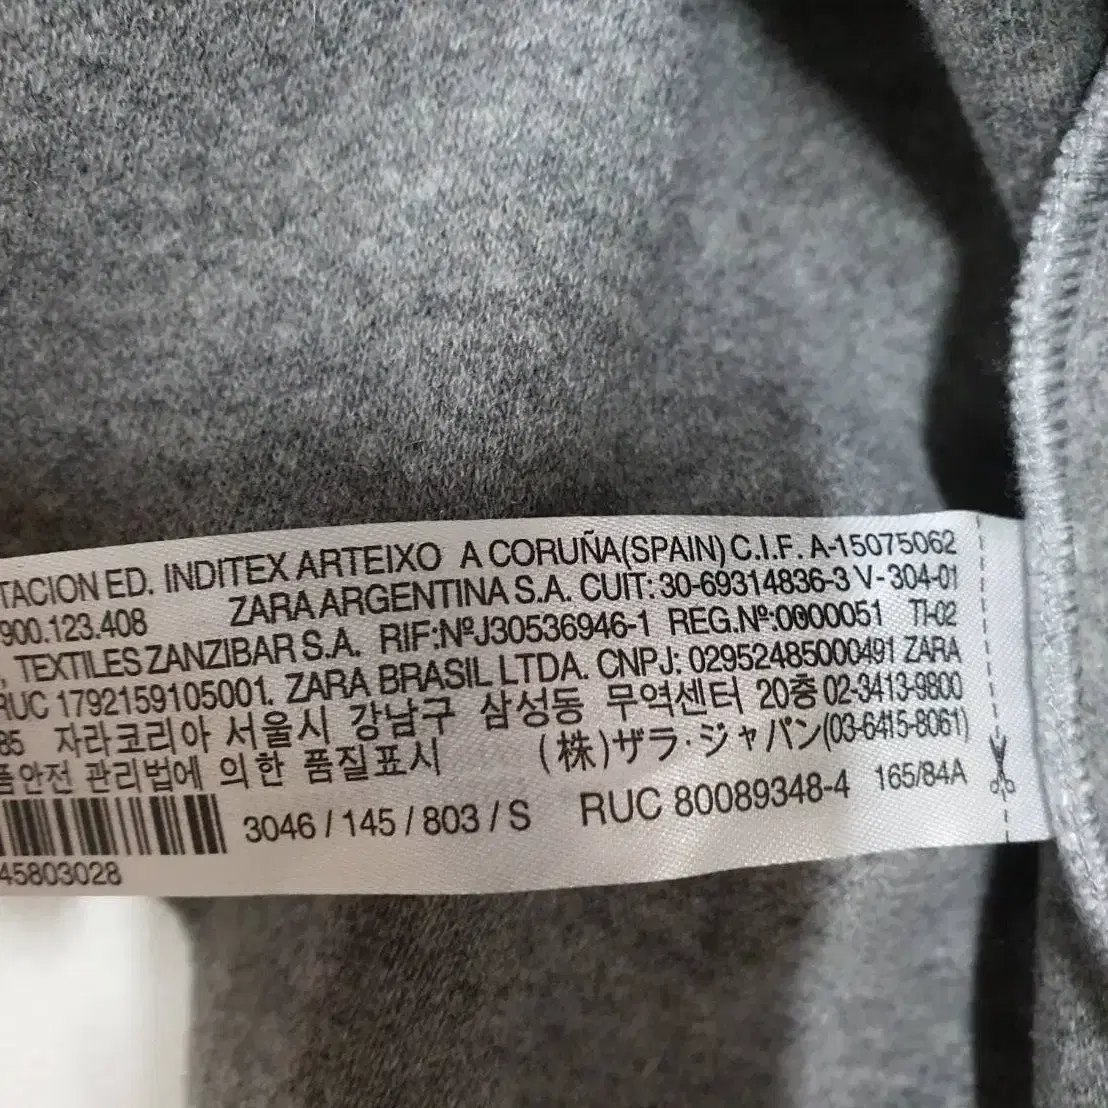 TACION ED. INDITEX ARTEIXO A CORUÑA(SPAIN) C.I.F. A-15075062
900.123.408 ZARA ARGENTINA S.A. CUIT: 30-69314836-3 V-304-01
, TEXTILES ZANZIBAR S.A. RIF:NºJ30536946-1 REG.Nº:0000051 TI-02
RUC 1792159105001. ZARA BRASIL LTDA. CNPJ: 02952485000491 ZARA
85 자라코리아 서울시 강남구 삼성동 무역센터 20층 02-3413-9800
품안전 관리법에 의한 품질표시 (株)ザラ・ジャパン(03-6415-8061)
3046 / 145 / 803 / S RUC 80089348-4 165/84A
45803028